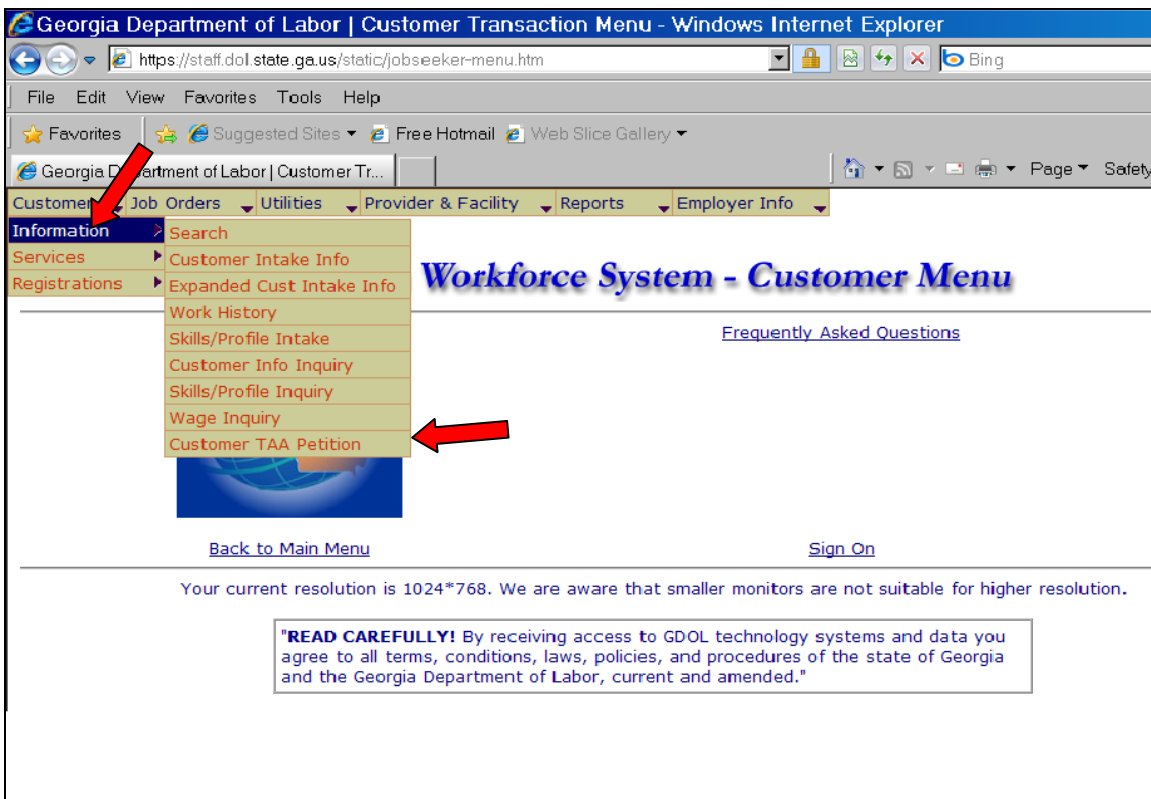 Georgia Department of Labor | Customer Transaction Menu - Windows Internet Explorer
https://staff.dol.state.ga.us/static/jobseeker-menu.htm Bing
File Edit View Favorites Tools Help
Favorites Suggested Sites Free Hotmail Web Slice Gallery
Georgia Department of Labor | Customer Tr... Page Safety
Customer Job Orders Utilities Provider & Facility Reports Employer Info
Information Search
Services Customer Intake Info
Registrations Expanded Cust Intake Info
Workforce System - Customer Menu
Work History
Skills/Profile Intake
Frequently Asked Questions
Customer Info Inquiry
Skills/Profile Inquiry
Wage Inquiry
Customer TAA Petition
Back to Main Menu Sign On
Your current resolution is 1024*768. We are aware that smaller monitors are not suitable for higher resolution.
"READ CAREFULLY! By receiving access to GDOL technology systems and data you
agree to all terms, conditions, laws, policies, and procedures of the state of Georgia
and the Georgia Department of Labor, current and amended."